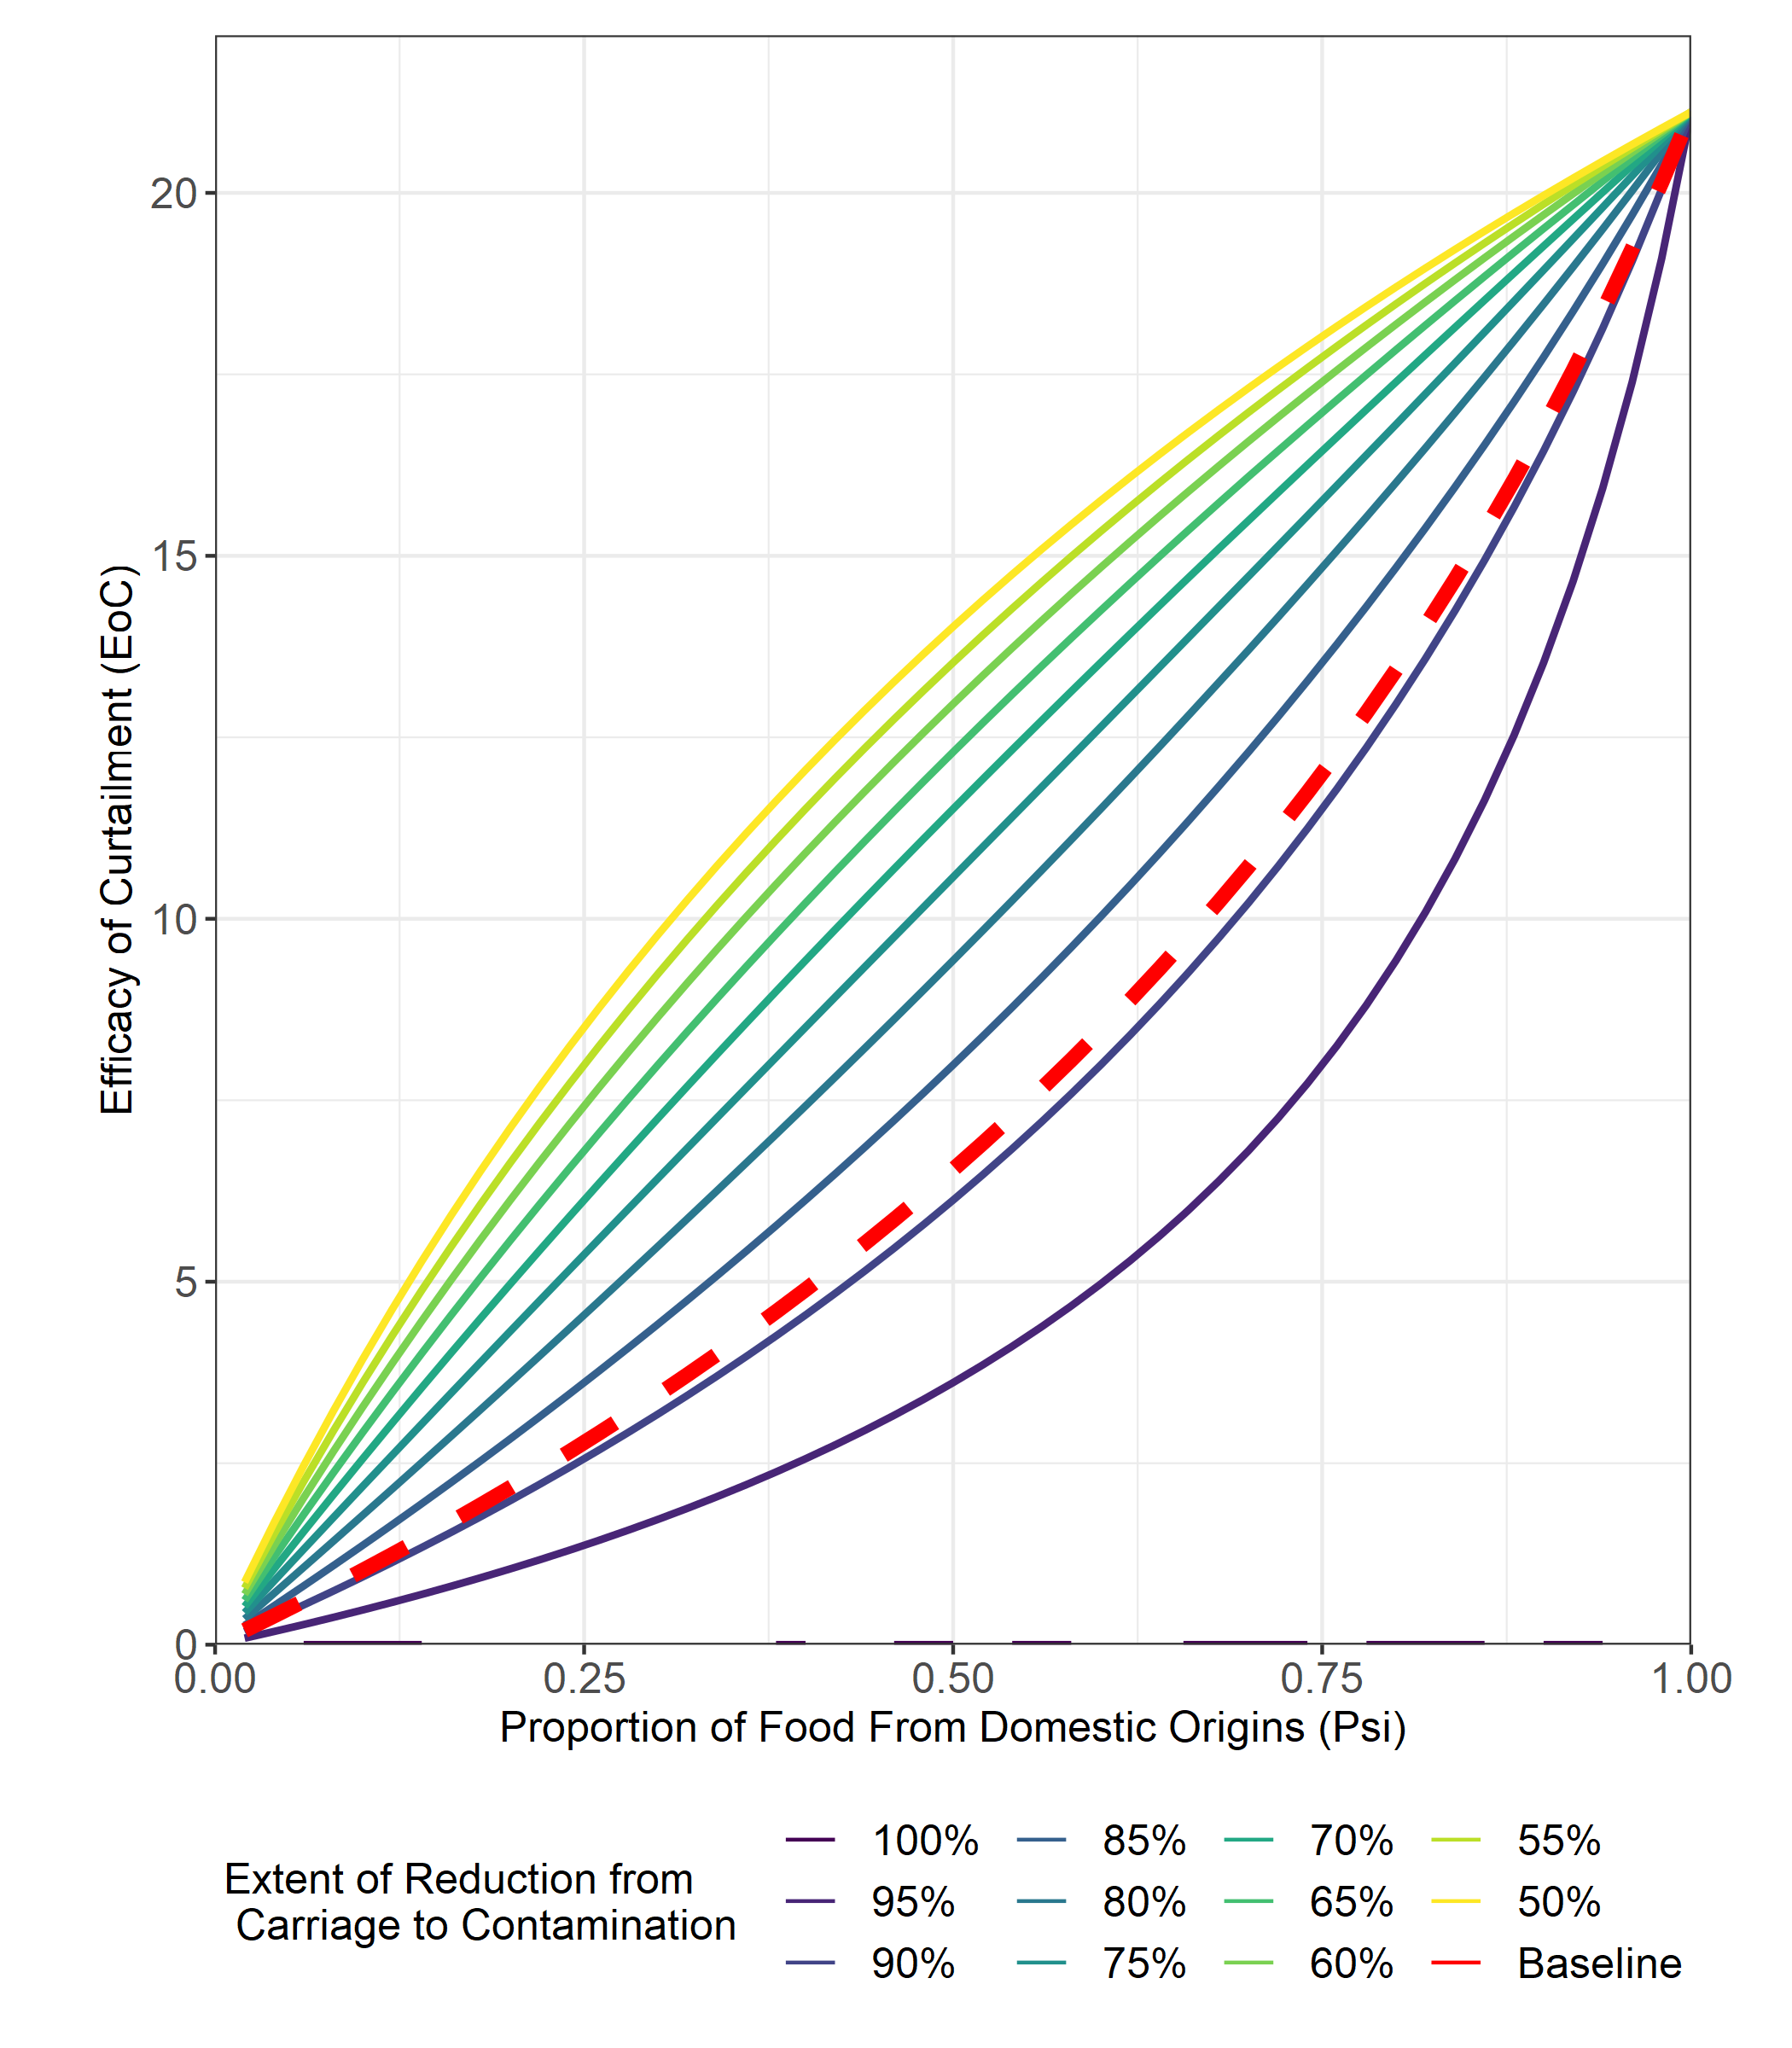 20
15
10
5
0
Efficacy of Curtailment (EoC)
0.00 0.25 0.50 0.75 1.00
Proportion of Food From Domestic Origins (Psi)
Extent of Reduction from
Carriage to Contamination
100% 85% 70% 55%
95% 80% 65% 50%
90% 75% 60% Baseline